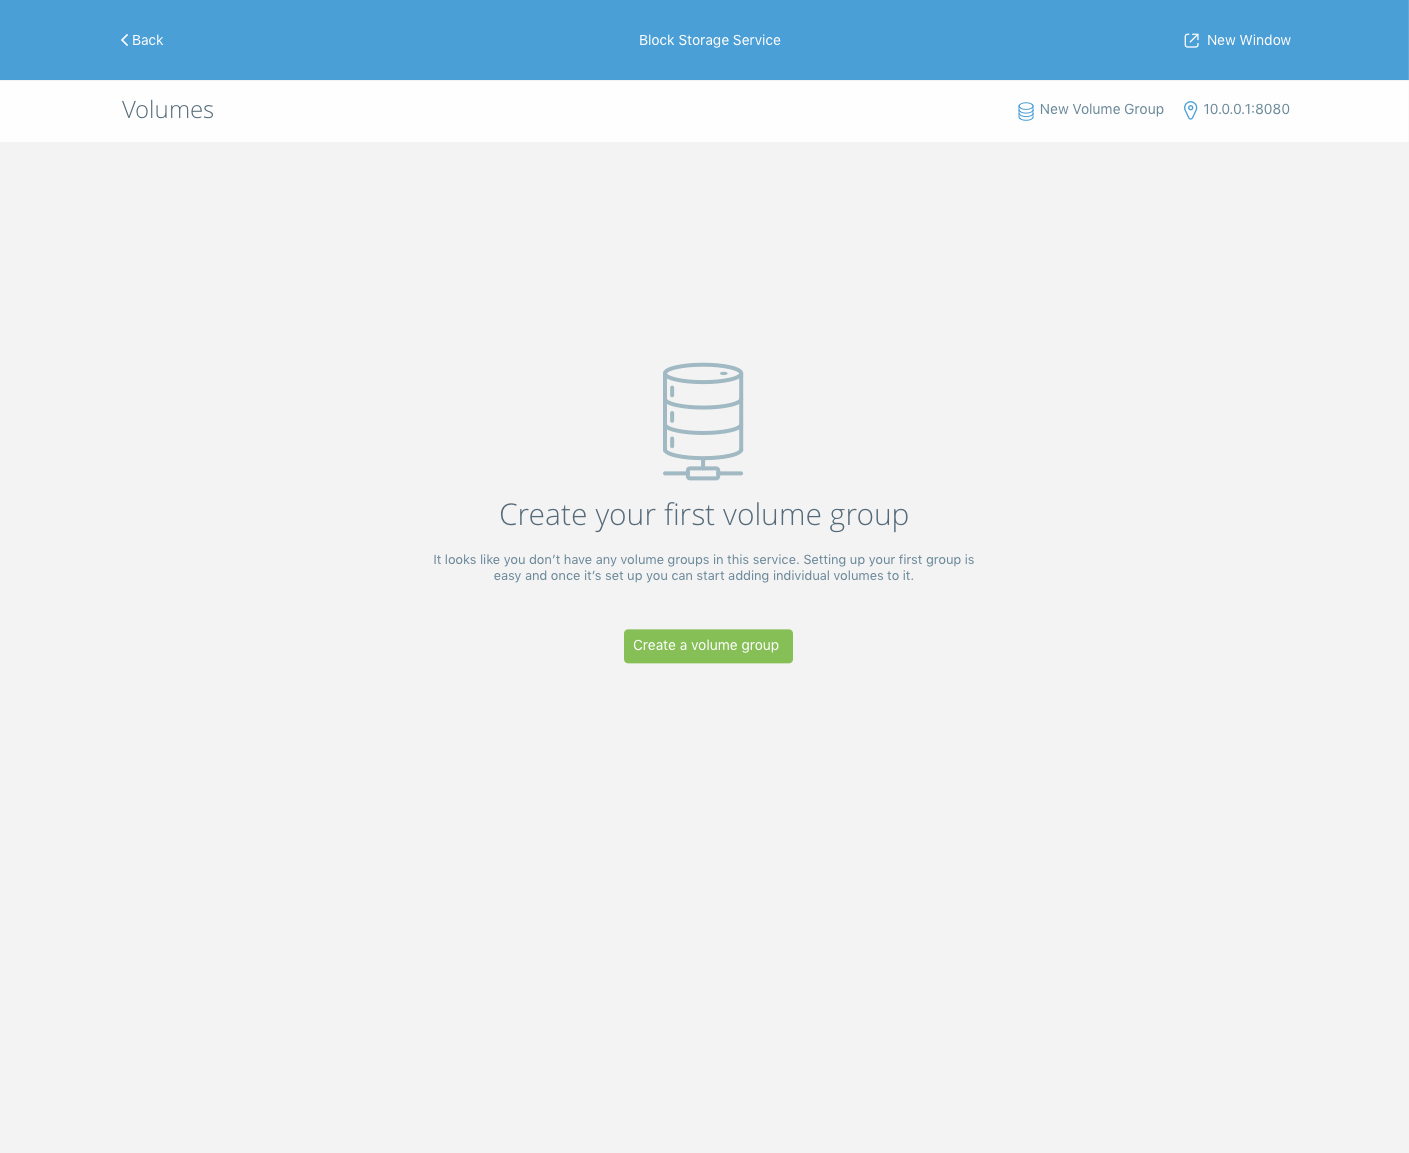 Back
Block Storage Service
New Window
Volumes
New Volume Group
10.0.0.1:8080
Create your first volume group
It looks like you don’t have any volume groups in this service. Setting up your first group is
easy and once it’s set up you can start adding individual volumes to it.
Create a volume group